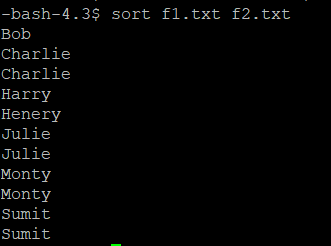 -bash-4.3$ sort f1.txt f2.txt
Bob
Charlie
Charlie
Harry
Henery
Julie
Julie
Monty
Monty
Sumit
Sumit